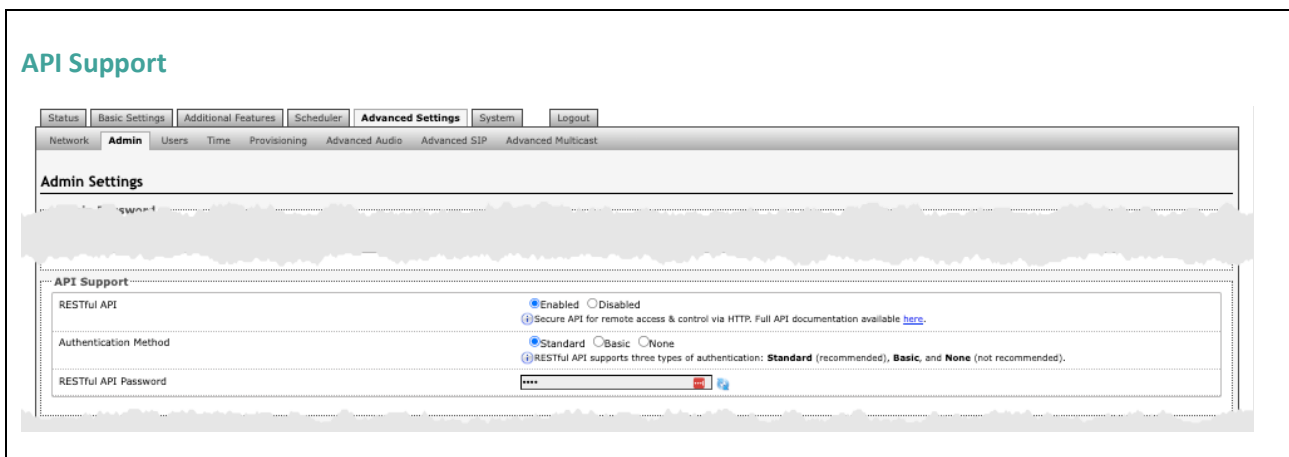 API Support
Status Basic Settings Additional Features Scheduler Advanced Settings System Logout
Network Admin Users Time Provisioning Advanced Audio Advanced SIP Advanced Multicast
Admin Settings
API Support
RESTful API Enabled Disabled
Secure API for remote access & control via HTTP. Full API documentation available here.
Authentication Method Standard Basic None
RESTful API supports three types of authentication: Standard (recommended), Basic, and None (not recommended).
RESTful API Password ••••